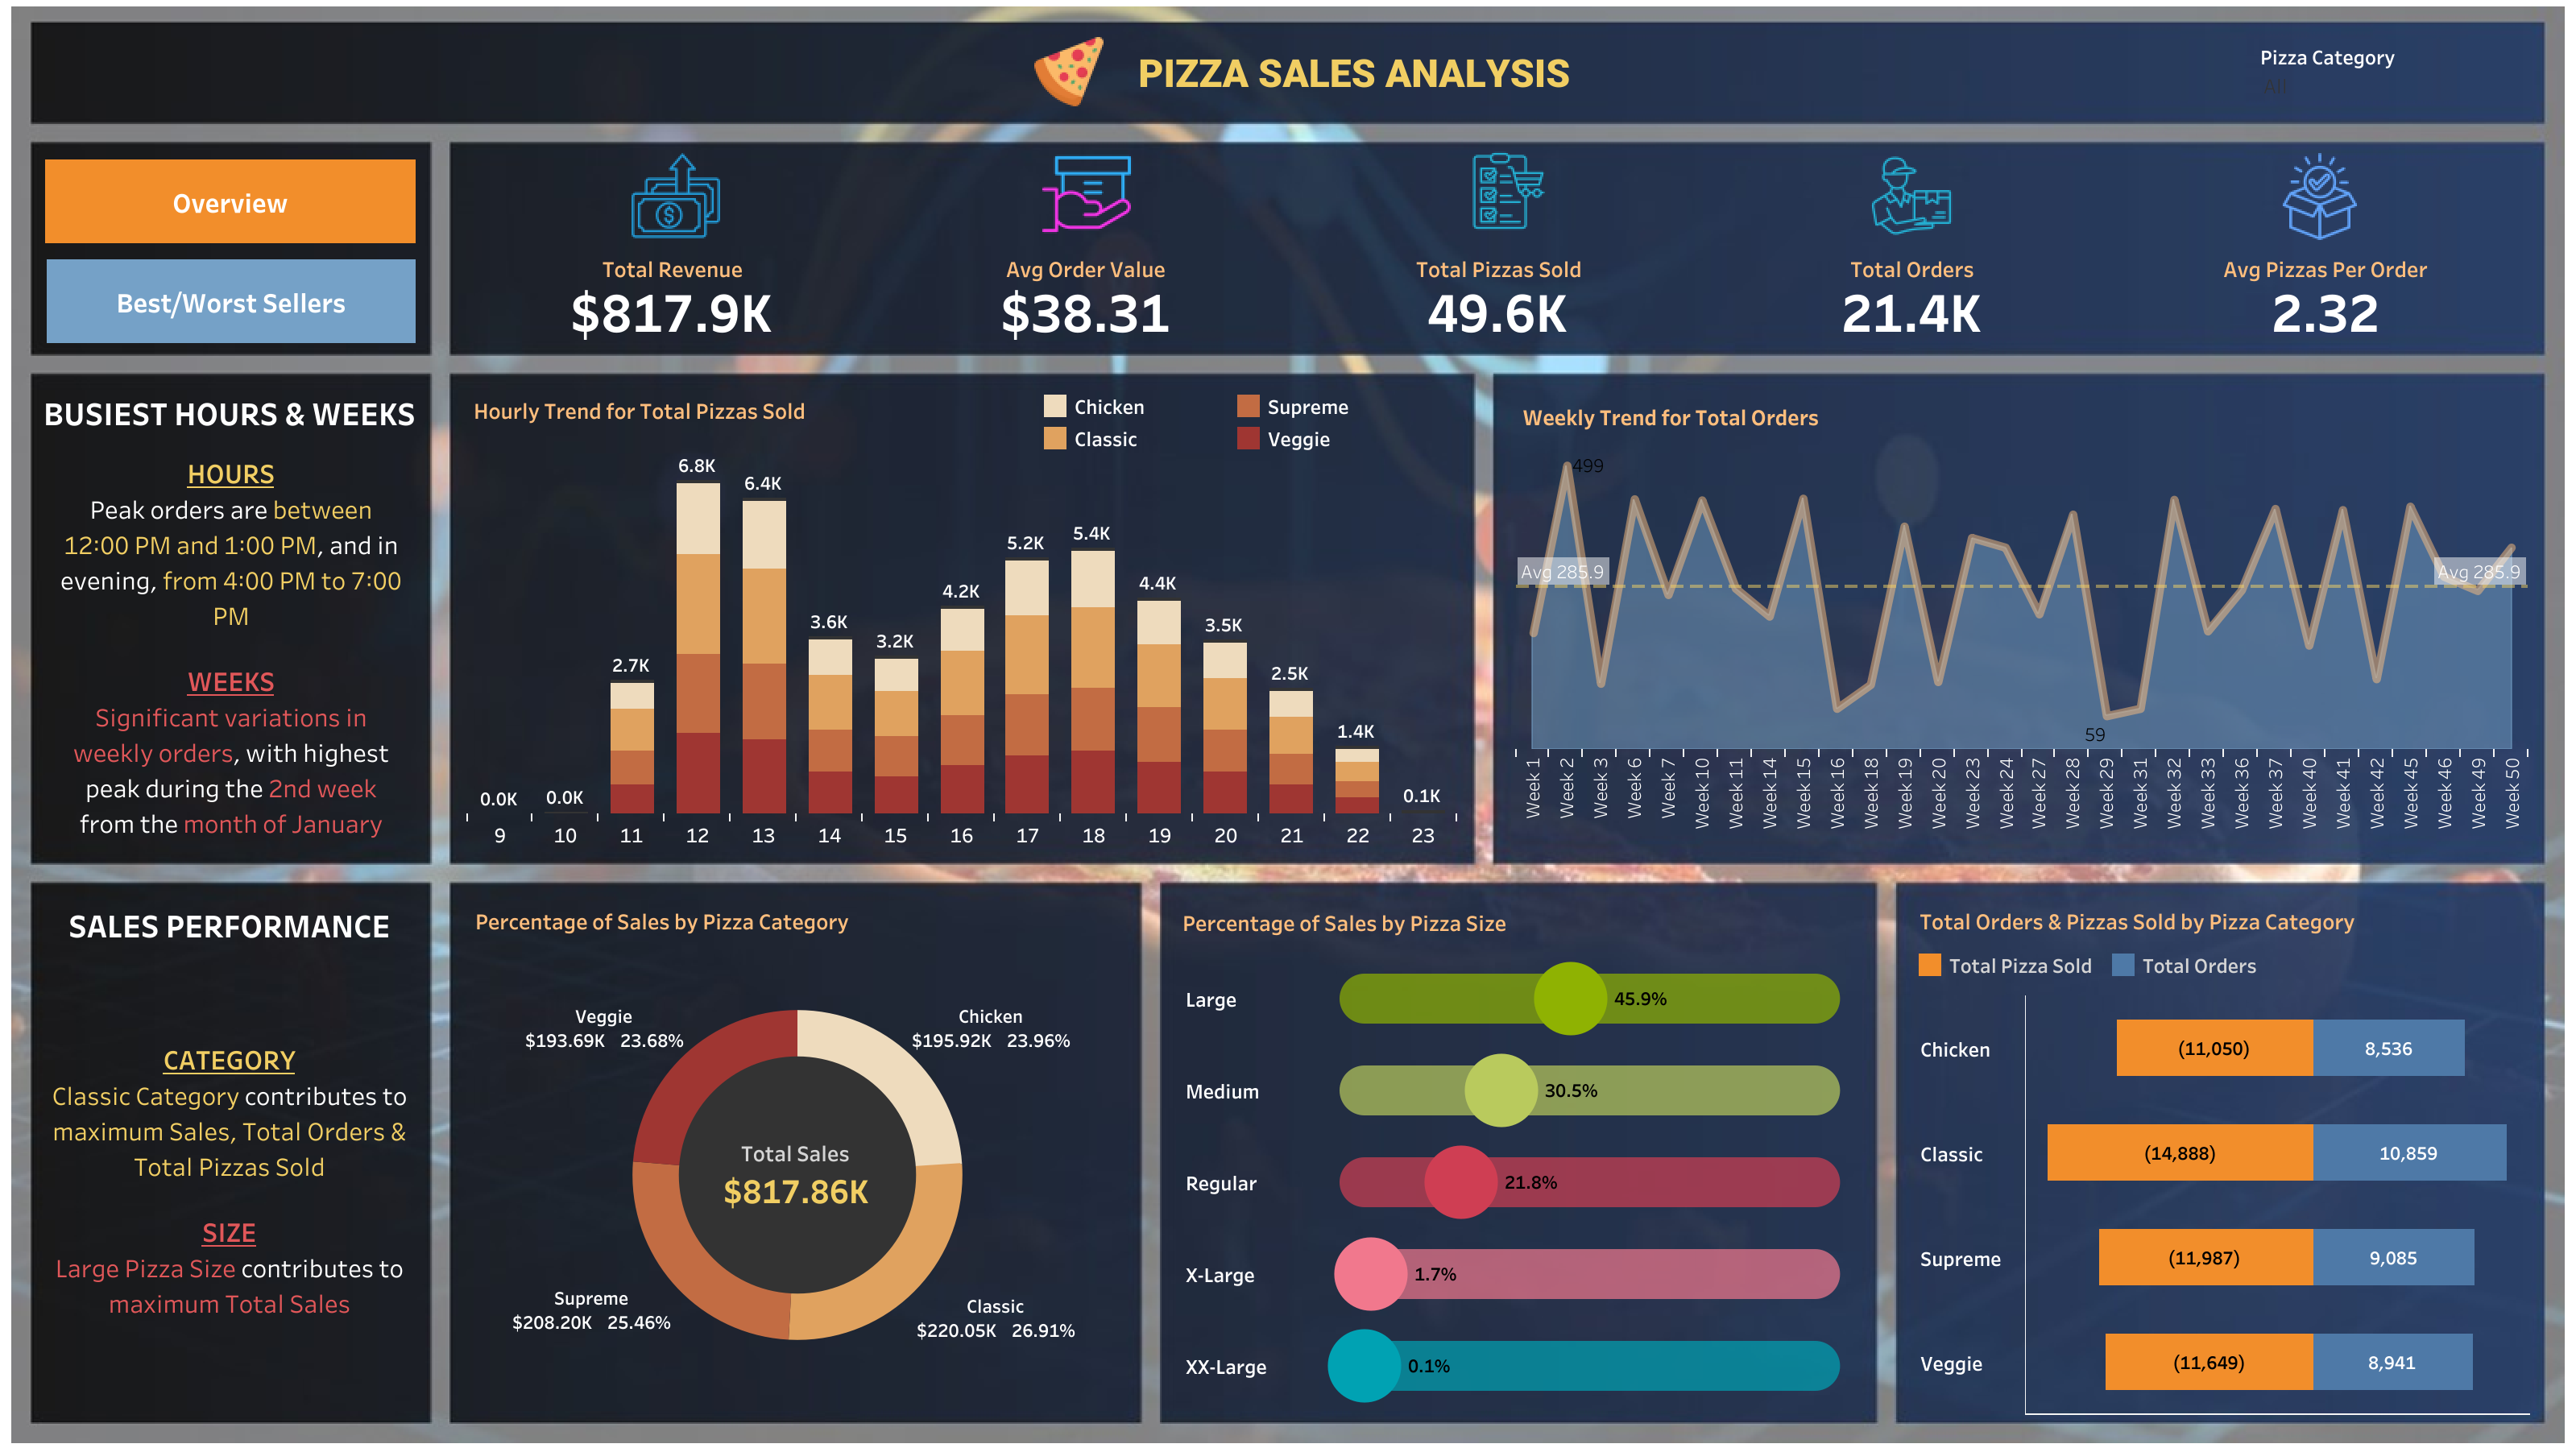 PIZZA SALES ANALYSIS
Pizza Category
All
Overview
Best/Worst Sellers
Total Revenue
$817.9K
Avg Order Value
$38.31
Total Pizzas Sold
49.6K
Total Orders
21.4K
Avg Pizzas Per Order
2.32
BUSIEST HOURS & WEEKS
HOURS
Peak orders are between
12:00 PM and 1:00 PM, and in
evening, from 4:00 PM to 7:00
PM
WEEKS
Significant variations in
weekly orders, with highest
peak during the 2nd week
from the month of January
Hourly Trend for Total Pizzas Sold
Chicken
Supreme
Classic
Veggie
0.0K
0.0K
2.7K
6.8K
6.4K
3.6K
3.2K
4.2K
5.2K
5.4K
4.4K
3.5K
2.5K
1.4K
0.1K
9
10
11
12
13
14
15
16
17
18
19
20
21
22
23
Weekly Trend for Total Orders
499
Avg 285.9
Avg 285.9
59
Week 1
Week 2
Week 3
Week 6
Week 7
Week 10
Week 11
Week 14
Week 15
Week 16
Week 18
Week 19
Week 20
Week 23
Week 24
Week 27
Week 28
Week 29
Week 31
Week 32
Week 33
Week 36
Week 37
Week 40
Week 41
Week 42
Week 45
Week 46
Week 49
Week 50
SALES PERFORMANCE
CATEGORY
Classic Category contributes to
maximum Sales, Total Orders &
Total Pizzas Sold
SIZE
Large Pizza Size contributes to
maximum Total Sales
Percentage of Sales by Pizza Category
Veggie
$193.69K 23.68%
Chicken
$195.92K 23.96%
Total Sales
$817.86K
Supreme
$208.20K 25.46%
Classic
$220.05K 26.91%
Percentage of Sales by Pizza Size
Large
45.9%
Medium
30.5%
Regular
21.8%
X-Large
1.7%
XX-Large
0.1%
Total Orders & Pizzas Sold by Pizza Category
Total Pizza Sold
Total Orders
Chicken
(11,050)
8,536
Classic
(14,888)
10,859
Supreme
(11,987)
9,085
Veggie
(11,649)
8,941